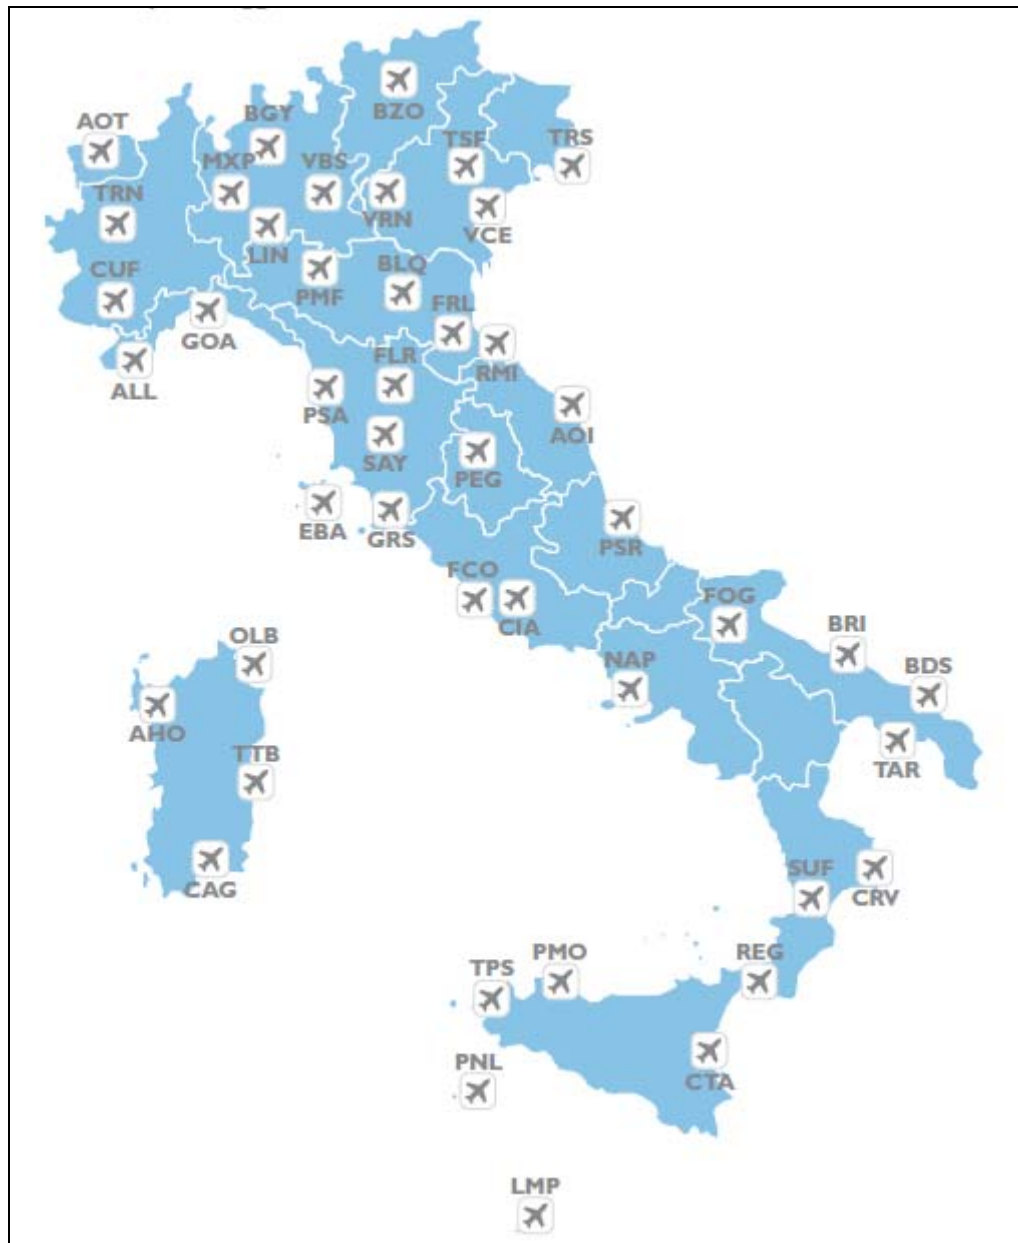 BZO
AOT
BGY
TSF
TRS
MXP
VBS
TRN
VRN
VCE
LIN
CUF
PMF
BLQ
FRL
GOA
FLR
RMI
ALL
PSA
AOI
SAY
PEG
EBA
GRS
PSR
FCO
CIA
FOG
BRI
OLB
NAP
BDS
AHO
TTB
TAR
CAG
SUF
CRV
PMO
REG
TPS
PNL
CTA
LMP